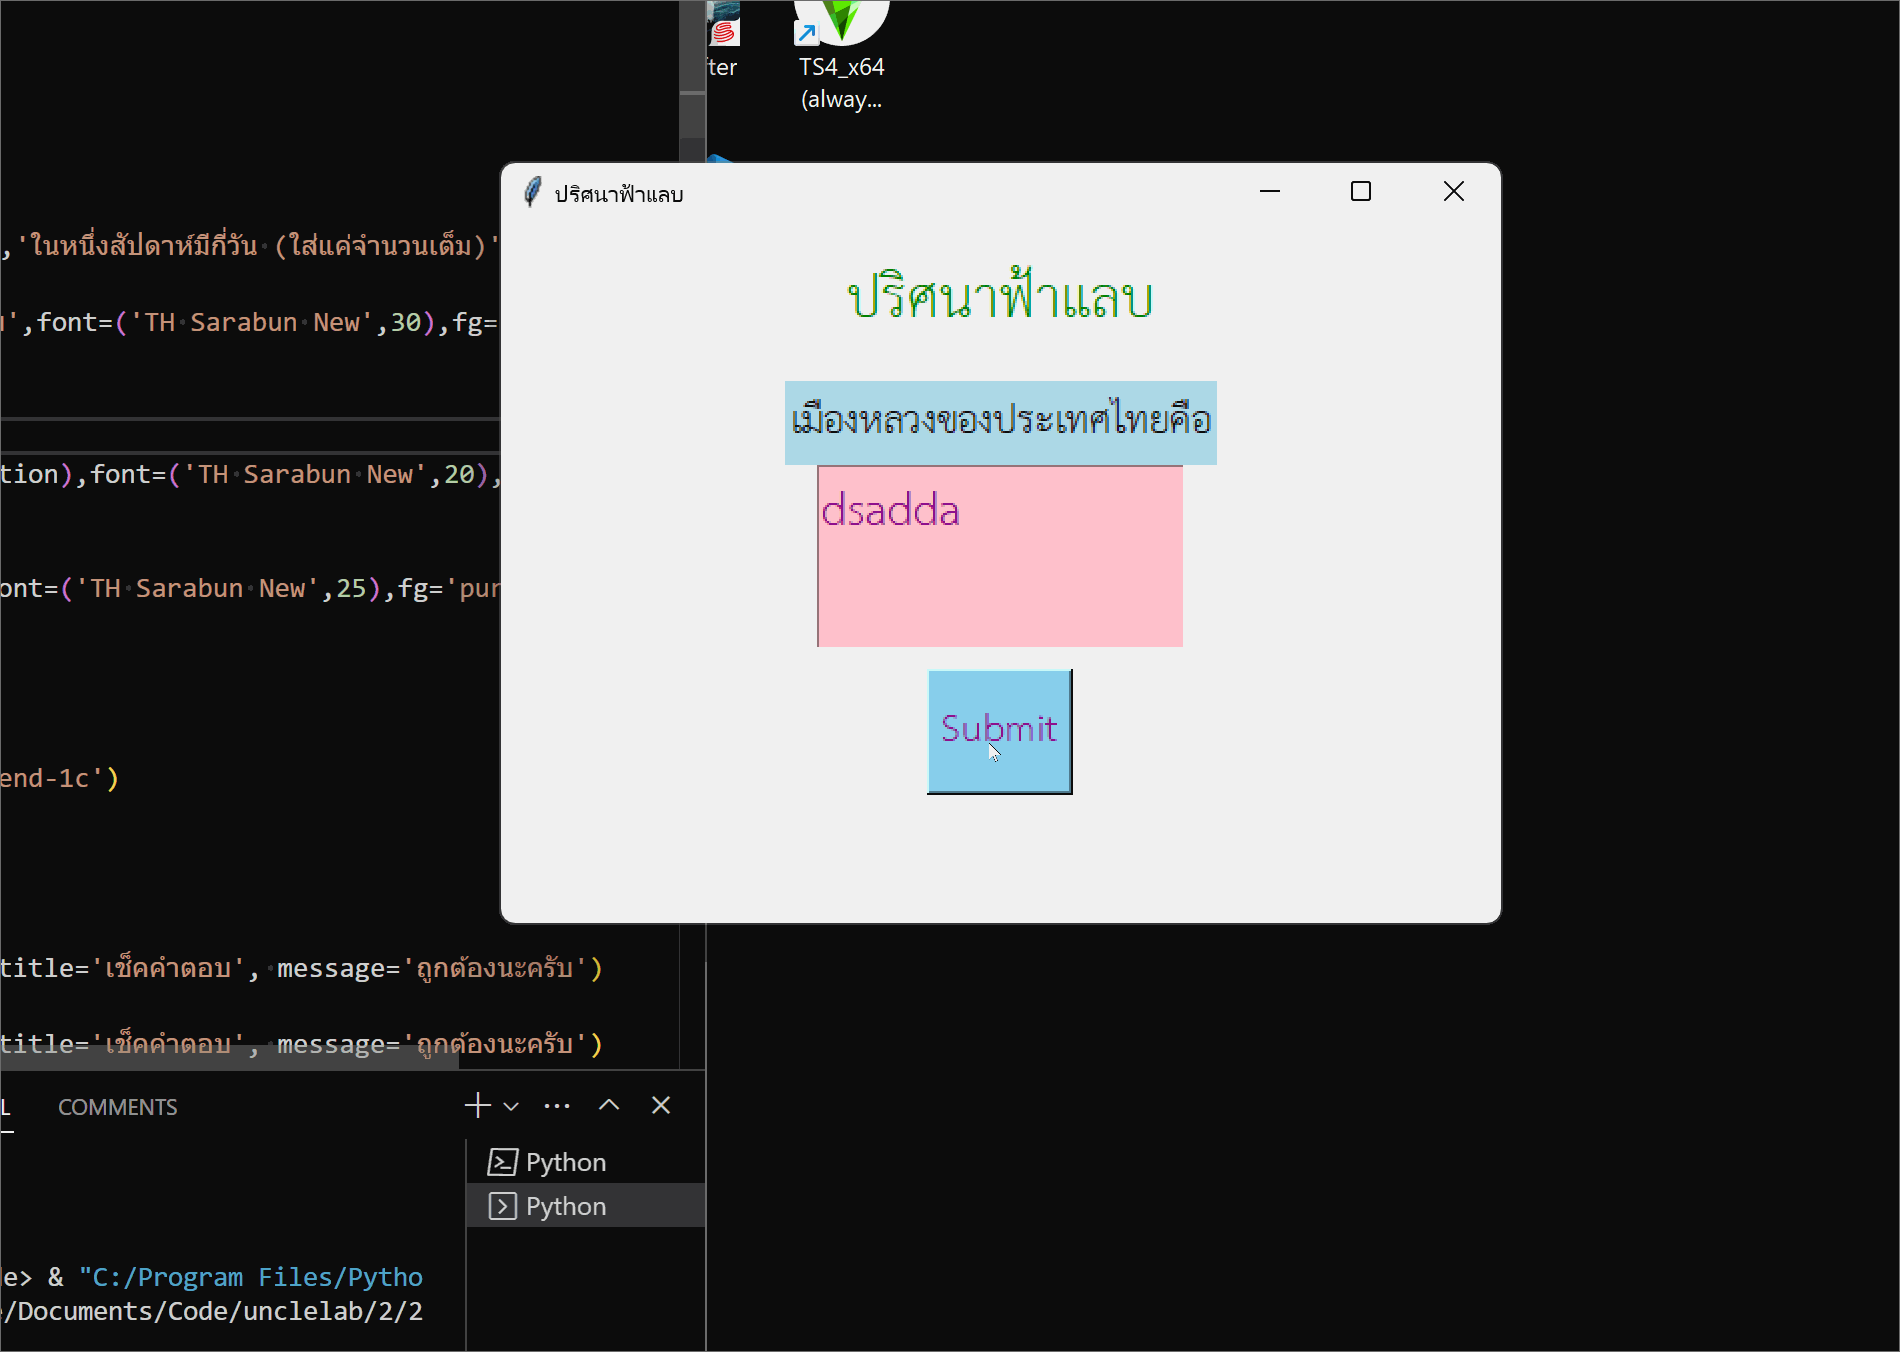 fter
TS4_x64
(alway...
ปริศนาฟ้าแลบ
,'ในหนึ่งสัปดาห์มีกี่วัน (ใส่แค่จำนวนเต็ม)'
',font=('TH Sarabun New',30),fg=
ปริศนาฟ้าแลบ
เมืองหลวงของประเทศไทยคือ
tion),font=('TH Sarabun New',20),
dsadda
ont=('TH Sarabun New',25),fg='pur
Submit
end-1c')
title='เช็คคำตอบ', message='ถูกต้องนะครับ')
title='เช็คคำตอบ', message='ถูกต้องนะครับ')
L COMMENTS
Python
Python
e> & "C:/Program Files/Pytho
/Documents/Code/unclelab/2/2